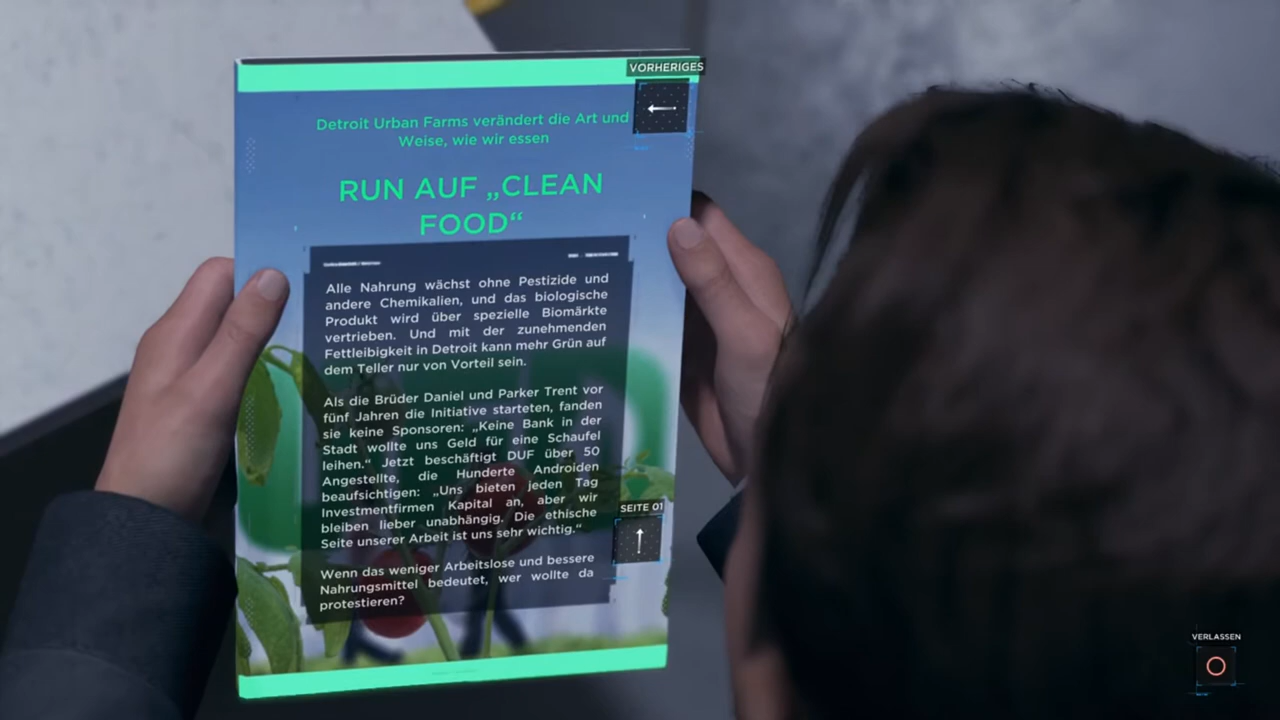 VORHERIGES
Detroit Urban Farms verändert die Art und
Weise, wie wir essen
RUN AUF „CLEAN
FOOD“
Alle Nahrung wächst ohne Pestizide und
andere Chemikalien, und das biologische
Produkt wird über spezielle Biomärkte
vertrieben. Und mit der zunehmenden
Fettleibigkeit in Detroit kann mehr Grün auf
dem Teller nur von Vorteil sein.
Als die Brüder Daniel und Parker Trent vor
fünf Jahren die Initiative starteten, fanden
sie keine Sponsoren: „Keine Bank in der
Stadt wollte uns Geld für eine Schaufel
leihen.“ Jetzt beschäftigt DUF über 50
Angestellte, die Hunderte Androiden
beaufsichtigen: „Uns bieten jeden Tag
Investmentfirmen Kapital an, aber wir
bleiben lieber unabhängig. Die ethische
Seite unserer Arbeit ist uns sehr wichtig.“
Wenn das weniger Arbeitslose und bessere
Nahrungsmittel bedeutet, wer wollte da
protestieren?
SEITE 01
VERLASSEN